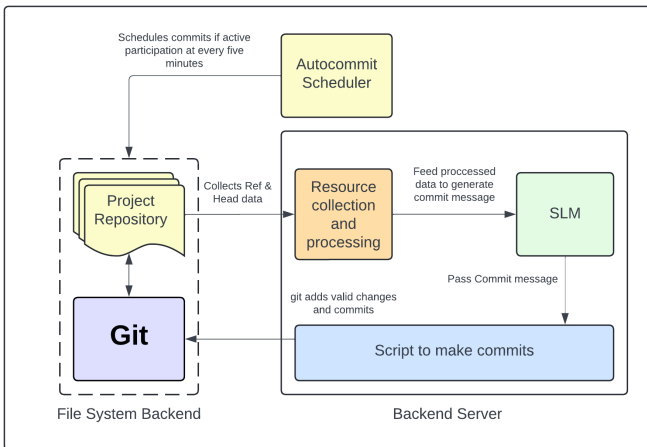 Schedules commits if active
participation at every five
minutes
Autocommit
Scheduler
Project
Repository
Collects Ref &
Head data
Resource
collection
and
processing
Feed proccessed
data to generate
commit message
SLM
Pass Commit message
git adds valid changes
and commits
Git
Script to make commits
File System Backend
Backend Server